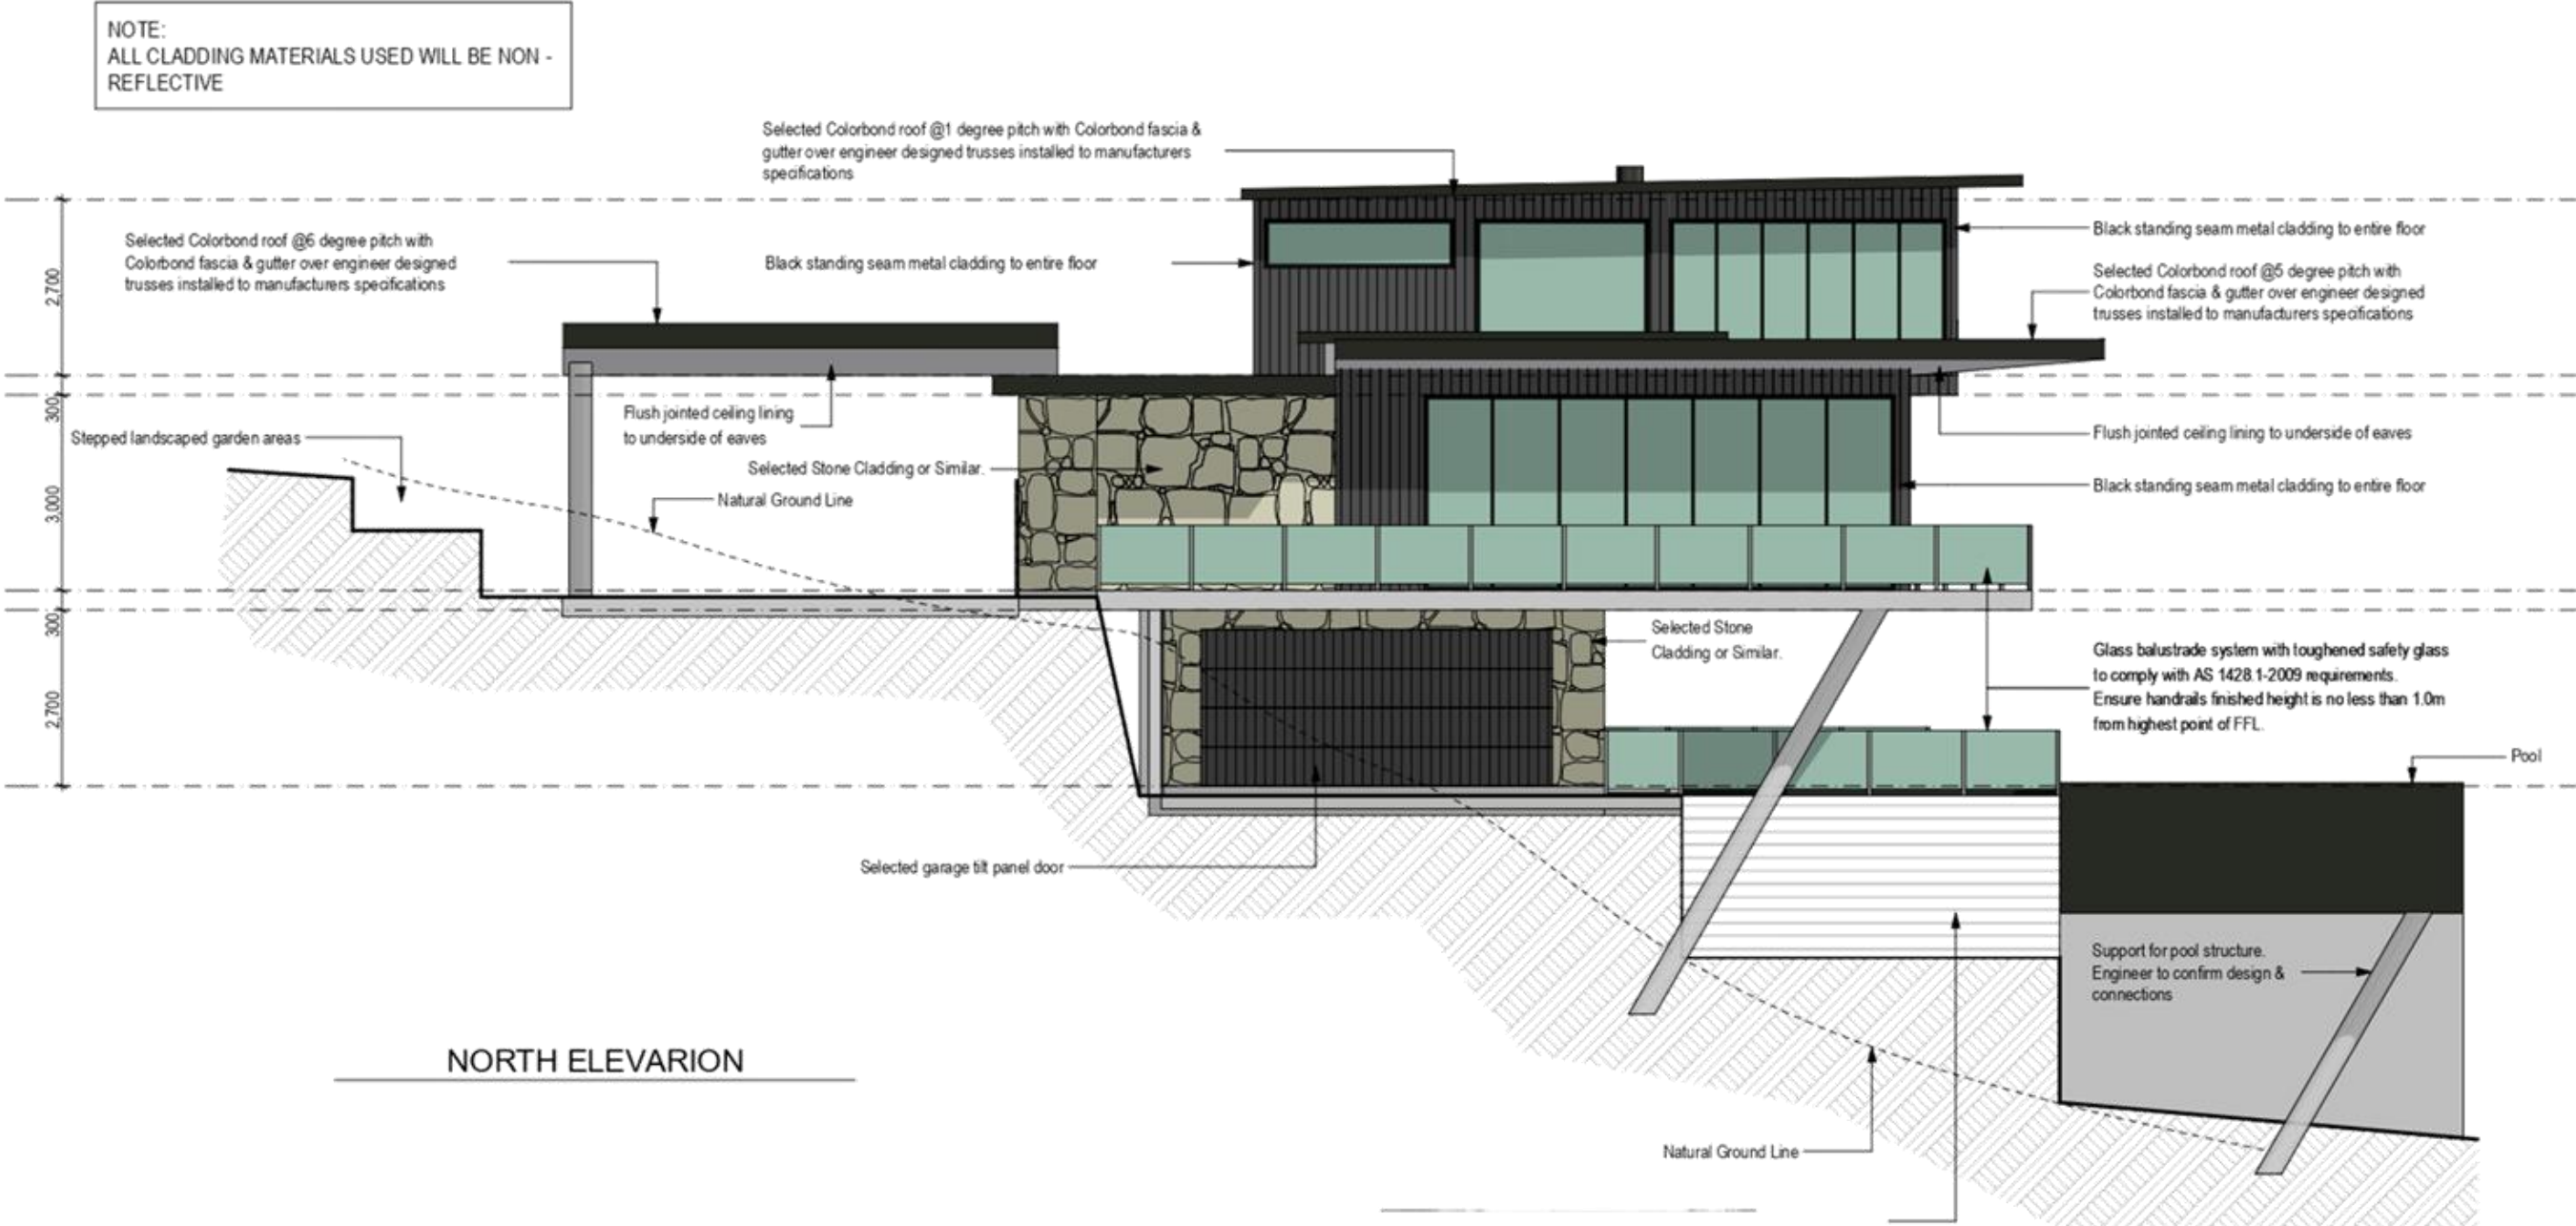 NOTE:
ALL CLADDING MATERIALS USED WILL BE NON -
REFLECTIVE
Selected Colorbond roof @1 degree pitch with Colorbond fascia &
gutter over engineer designed trusses installed to manufacturers
specifications
Selected Colorbond roof @6 degree pitch with
Colorbond fascia & gutter over engineer designed
trusses installed to manufacturers specifications
Black standing seam metal cladding to entire floor
Black standing seam metal cladding to entire floor
Selected Colorbond roof @5 degree pitch with
Colorbond fascia & gutter over engineer designed
trusses installed to manufacturers specifications
2,700
300
3,000
300
2,700
Flush jointed ceiling lining
to underside of eaves
Stepped landscaped garden areas
Selected Stone Cladding or Similar.
Natural Ground Line
Flush jointed ceiling lining to underside of eaves
Black standing seam metal cladding to entire floor
Selected Stone
Cladding or Similar.
Glass balustrade system with toughened safety glass
to comply with AS 1428.1-2009 requirements.
Ensure handrails finished height is no less than 1.0m
from highest point of FFL.
Pool
Selected garage tilt panel door
Support for pool structure.
Engineer to confirm design &
connections
NORTH ELEVARION
Natural Ground Line